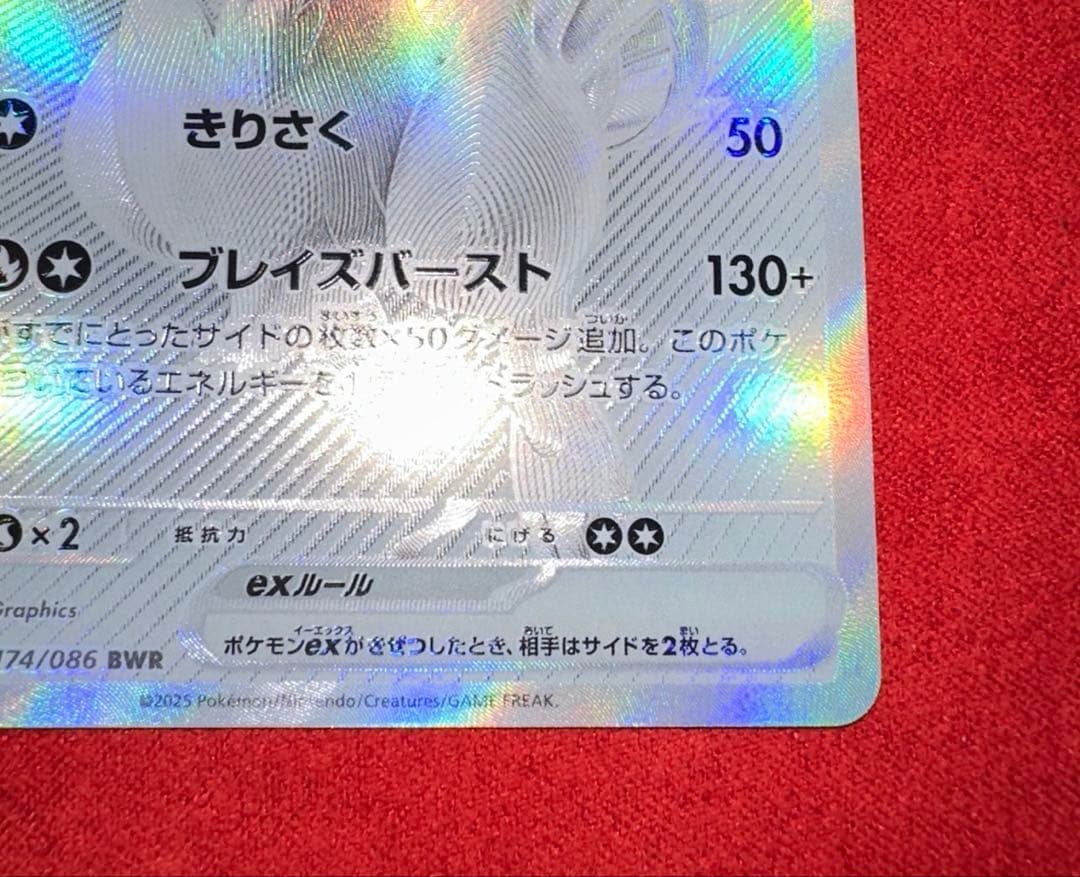 きりさく 50
ブレイズバースト 130+
すでにとったサイドの枚数×50ダメージ追加。このポケ
ているエネルギーを トラッシュする。
×2 抵抗力 にげる
exルール
ポケモンexがきぜつしたとき、相手はサイドを2枚とる。
Graphics
174/086 BWR
©2025 Pokémon/Nintendo/Creatures/GAME FREAK.